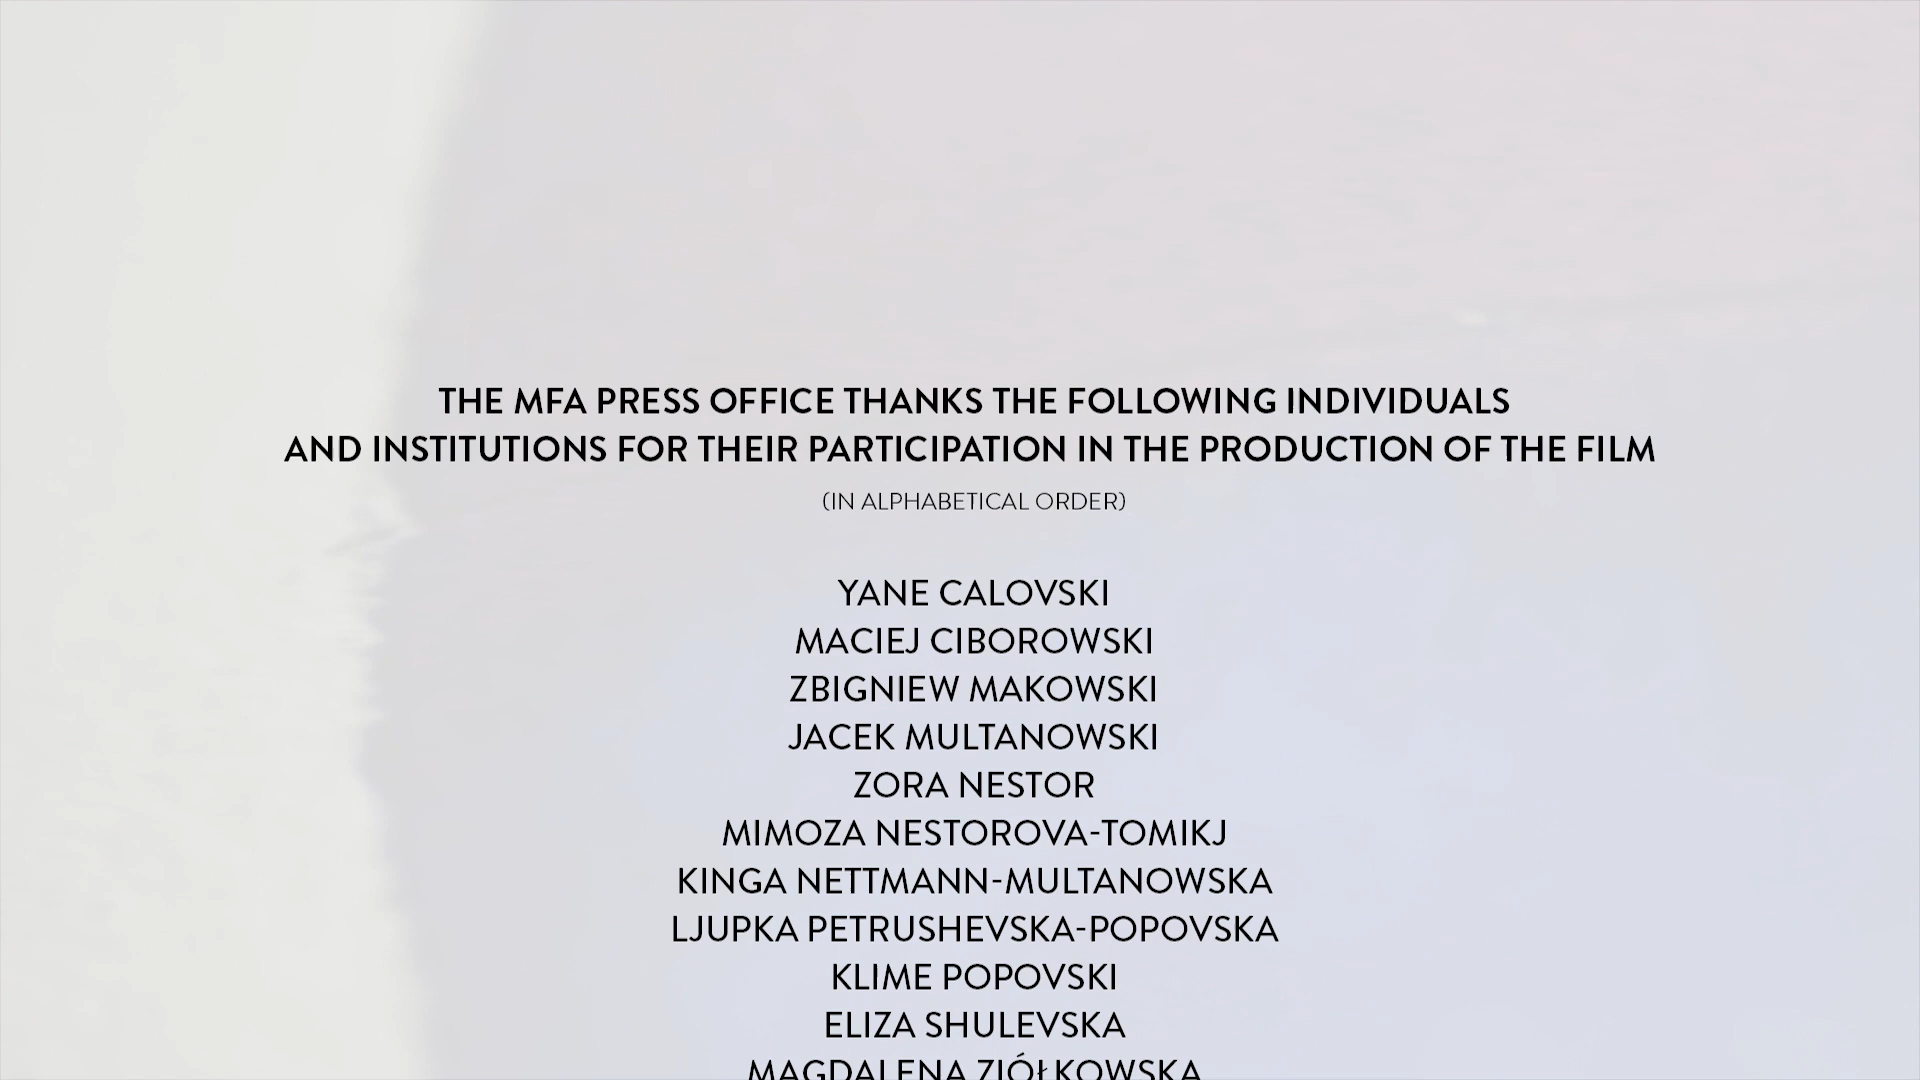 THE MFA PRESS OFFICE THANKS THE FOLLOWING INDIVIDUALS
AND INSTITUTIONS FOR THEIR PARTICIPATION IN THE PRODUCTION OF THE FILM
(IN ALPHABETICAL ORDER)
YANE CALOVSKI
MACIEJ CIBOROWSKI
ZBIGNIEW MAKOWSKI
JACEK MULTANOWSKI
ZORA NESTOR
MIMOZA NESTOROVA-TOMIKJ
KINGA NETTMANN-MULTANOWSKA
LJUPKA PETRUSHEVSKA-POPOVSKA
KLIME POPOVSKI
ELIZA SHULEVSKA
MAGDALENA ZIÓŁKOWSKA